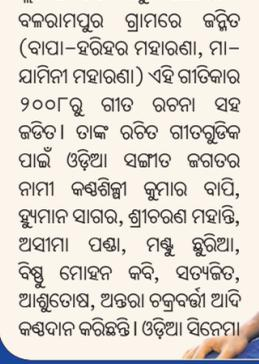 ବଳରାମପୁର ଗ୍ରାମରେ ଜନ୍ମିତ
(ବାପା-ହରିହର ମହାରଣା, ମା-
ଯାମିନୀ ମହାରଣା) ଏହି ଗୀତିକାର
୨୦୦୮ରୁ ଗୀତ ରଚନା ସହ
ଜଡିତ। ତାଙ୍କ ରଚିତ ଗୀତଗୁଡିକ
ପାଇଁ ଓଡ଼ିଆ ସଙ୍ଗୀତ ଜଗତର
ନାମୀ କଣ୍ଠଶିଳ୍ପୀ କୁମାର ବାପି,
ହ୍ୟୁମାନ ସାଗର, ଶ୍ରୀଚରଣ ମହାନ୍ତି,
ଅସୀମା ପଣ୍ଡା, ମଣ୍ଟୁ ଛୁରିଆ,
ବିଷ୍ଣୁ ମୋହନ କବି, ସତ୍ୟଜିତ,
ଆଶୁତୋଷ, ଅନ୍ତରା ଚକ୍ରବର୍ତ୍ତୀ ଆଦି
କଣ୍ଠଦାନ କରିଛନ୍ତି। ଓଡ଼ିଆ ସିନେମା